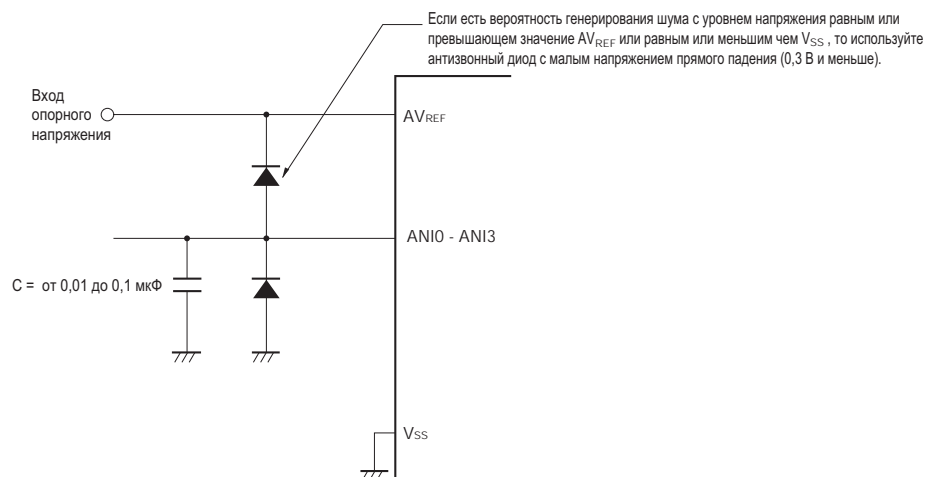 Если есть вероятность генерирования шума с уровнем напряжения равным или
превышающем значение AVREF или равным или меньшим чем VSS , то используйте
антизвонный диод с малым напряжением прямого падения (0,3 В и меньше).
Вход
опорного
напряжения
AVREF
ANI0 - ANI3
C = от 0,01 до 0,1 мкФ
VSS